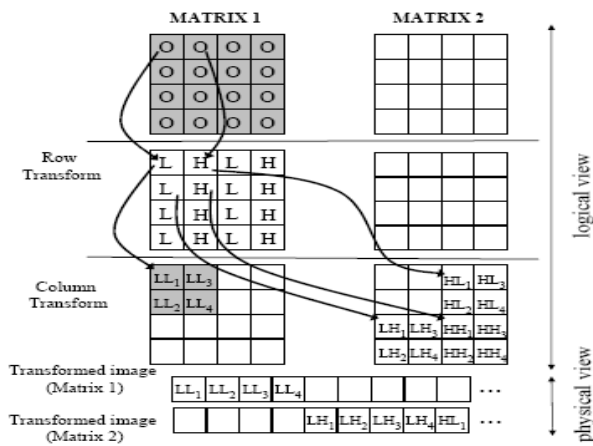 MATRIX 1 MATRIX 2
O O O O
O O O O
O O O O
O O O O
Row
Transform
L H L H
L H L H
L H L H
L H L H
logical view
Column
Transform
LL1 LL3 HL1 HL3
LL2 LL4 HL2 HL4
LH1 LH3 HH1 HH3
LH2 LH4 HH2 HH4
Transformed image
(Matrix 1)
LL1 LL2 LL3 LL4 ...
Transformed image
(Matrix 2)
LH1 LH2 LH3 LH4 HL1 ...
physical view